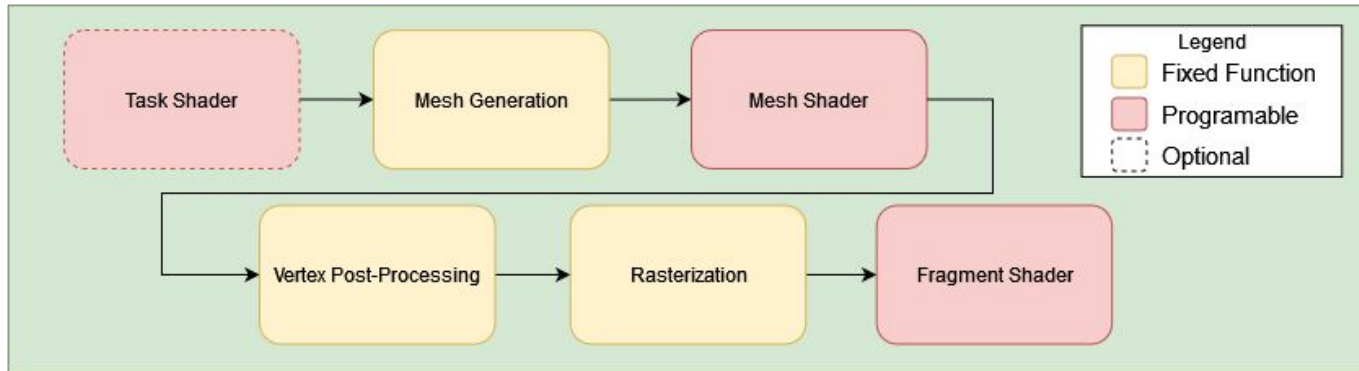 Task Shader
Mesh Generation
Mesh Shader
Legend
Fixed Function
Programable
Optional
Vertex Post-Processing
Rasterization
Fragment Shader